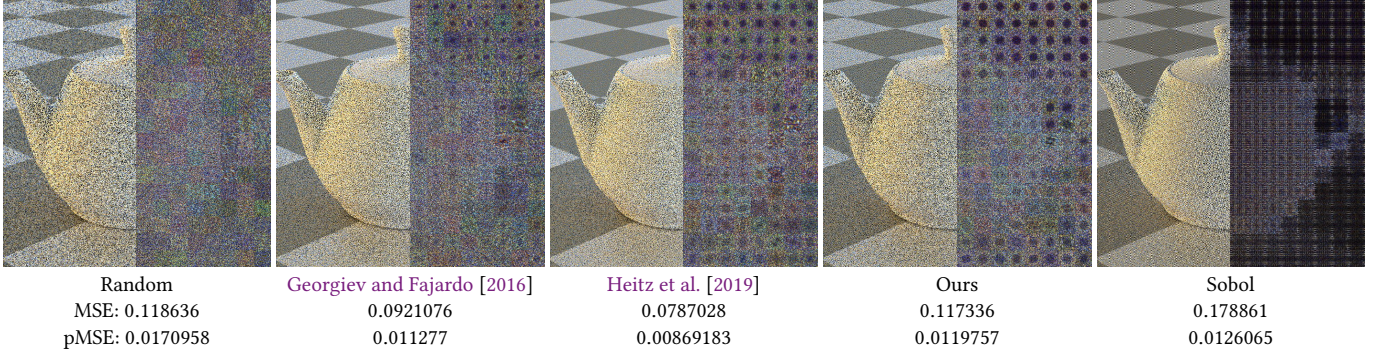 Random Georgiev and Fajardo [2016] Heitz et al. [2019] Ours Sobol
MSE: 0.118636 0.0921076 0.0787028 0.117336 0.178861
pMSE: 0.0170958 0.011277 0.00869183 0.0119757 0.0126065